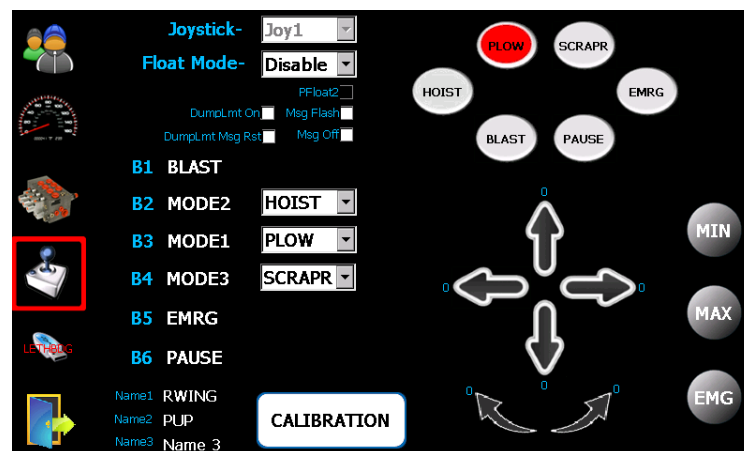 Joystick- Joy1
Float Mode- Disable
PFloat2
DumpLmt On Msg Flash
DumpLmt Msg Rst Msg Off
B1 BLAST
B2 MODE2 HOIST
B3 MODE1 PLOW
B4 MODE3 SCRAPR
B5 EMRG
B6 PAUSE
Name1 RWING
Name2 PUP
Name3 Name 3
CALIBRATION
LETHBDG
PLOW SCRAPR
HOIST EMRG
BLAST PAUSE
0
0 0
0
0 0
MIN
MAX
EMG